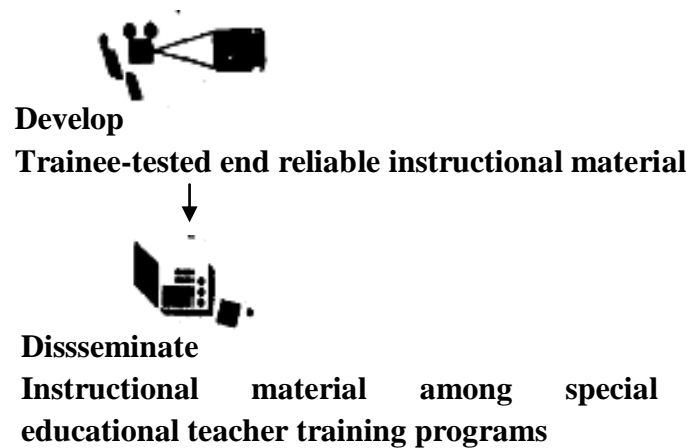 Develop
Trainee-tested end reliable instructional material
Dissseminate
Instructional material among special
educational teacher training programs